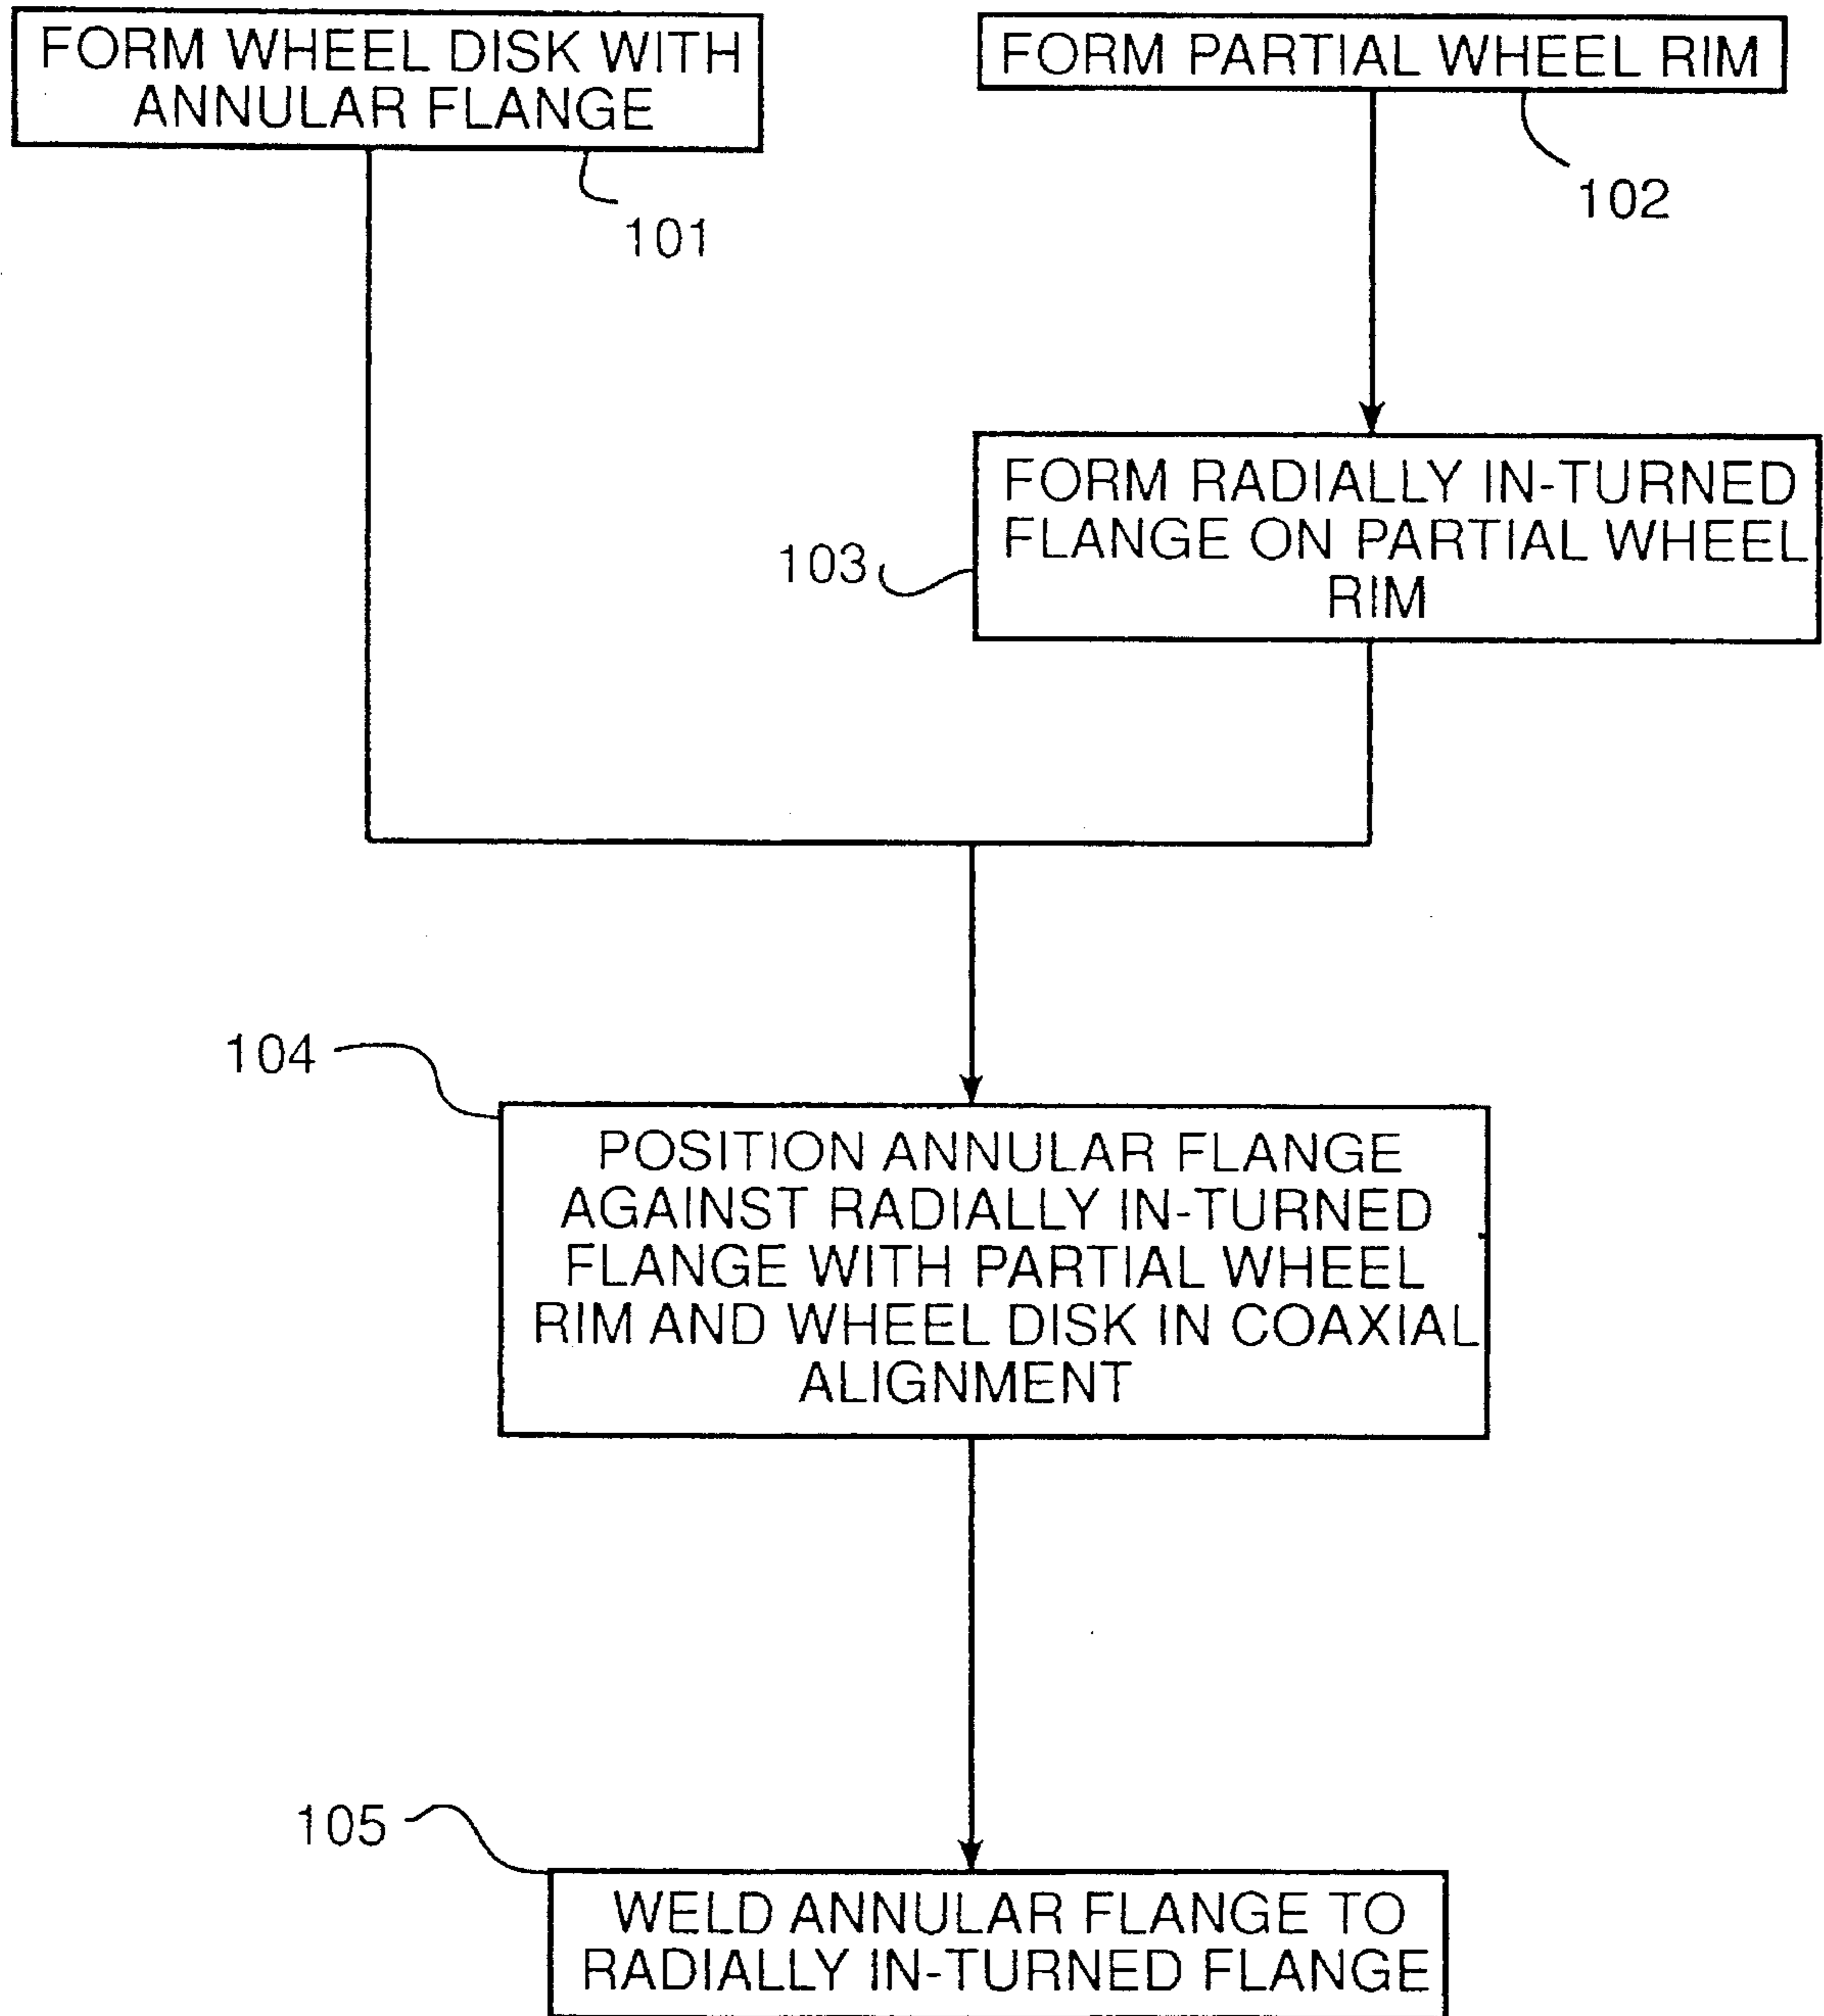 FORM WHEEL DISK WITH
ANNULAR FLANGE
101
FORM PARTIAL WHEEL RIM
102
FORM RADIALLY IN-TURNED
FLANGE ON PARTIAL WHEEL
RIM
103
104
POSITION ANNULAR FLANGE
AGAINST RADIALLY IN-TURNED
FLANGE WITH PARTIAL WHEEL
RIM AND WHEEL DISK IN COAXIAL
ALIGNMENT
105
WELD ANNULAR FLANGE TO
RADIALLY IN-TURNED FLANGE